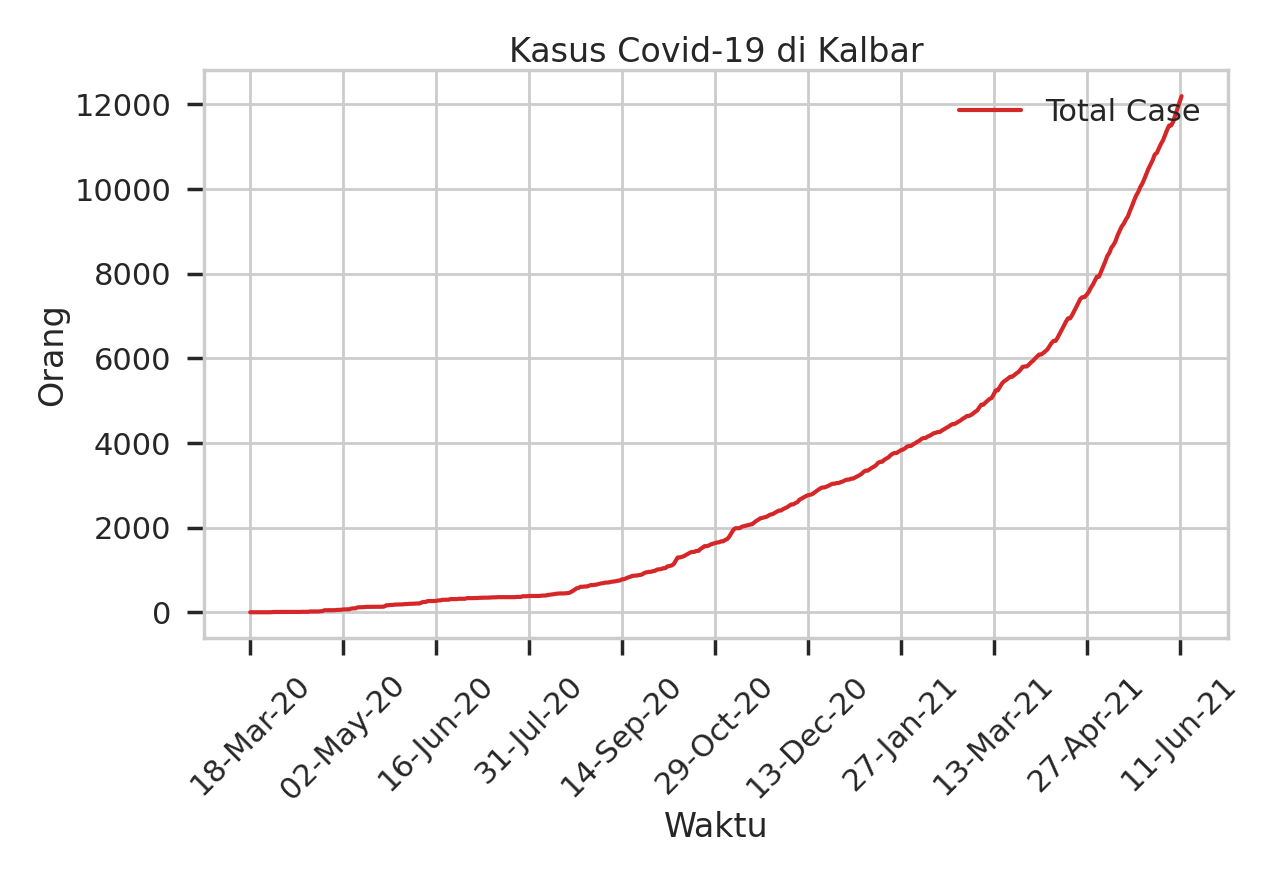 Kasus Covid-19 di Kalbar
Total Case
12000
10000
8000
6000
4000
2000
0
Orang
18-Mar-20
02-May-20
16-Jun-20
31-Jul-20
14-Sep-20
29-Oct-20
13-Dec-20
27-Jan-21
13-Mar-21
27-Apr-21
11-Jun-21
Waktu